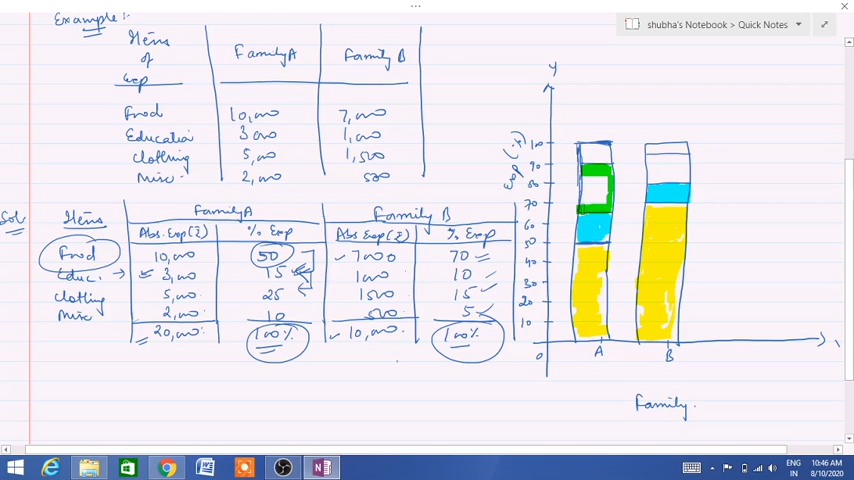 shubha's Notebook > Quick Notes
Example:
Items of Exp | Family A | Family B
Food | 10,000 | 7,000
Education | 3000 | 1,000
Clothing | 5,000 | 1,500
Misc. | 2,000 | 500
Sol:
Items | Family A | Family B
Abs. Exp (₹) | % Exp | Abs Exp (₹) | % Exp
Food | 10,000 | 50 | 7000 | 70
Educ. | 3,000 | 15 | 1000 | 10
Clothing | 5,000 | 25 | 1500 | 15
Misc | 2,000 | 10 | 500 | 5
20,000 | 100% | 10,000 | 100%
Y
Exp (%)
100
90
80
70
60
50
40
30
20
10
0
A
B
Family.
ENG
IN
10:46 AM
8/10/2020